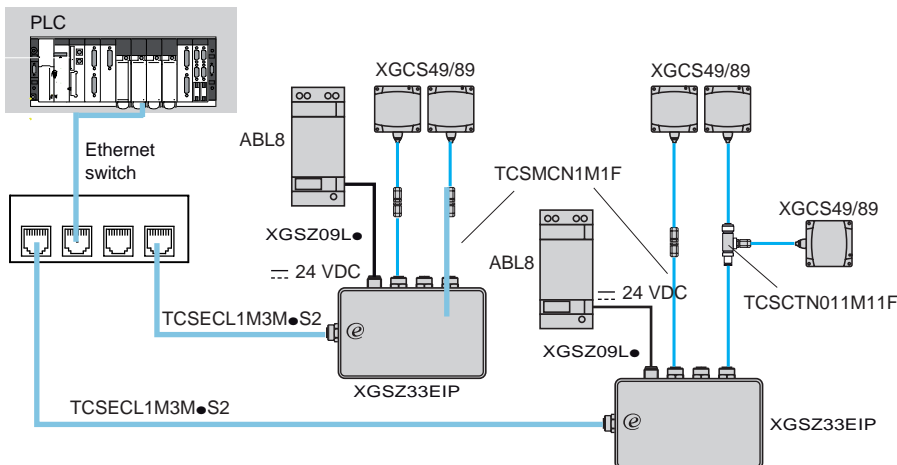 PLC
XGCS49/89
XGCS49/89
ABL8
Ethernet
switch
TCSMCN1M1F
XGCS49/89
XGSZ09L●
ABL8
24 VDC
24 VDC
TCSCTN011M11F
TCSECL1M3M●S2
e
XGSZ09L●
XGSZ33EIP
TCSECL1M3M●S2
e
XGSZ33EIP